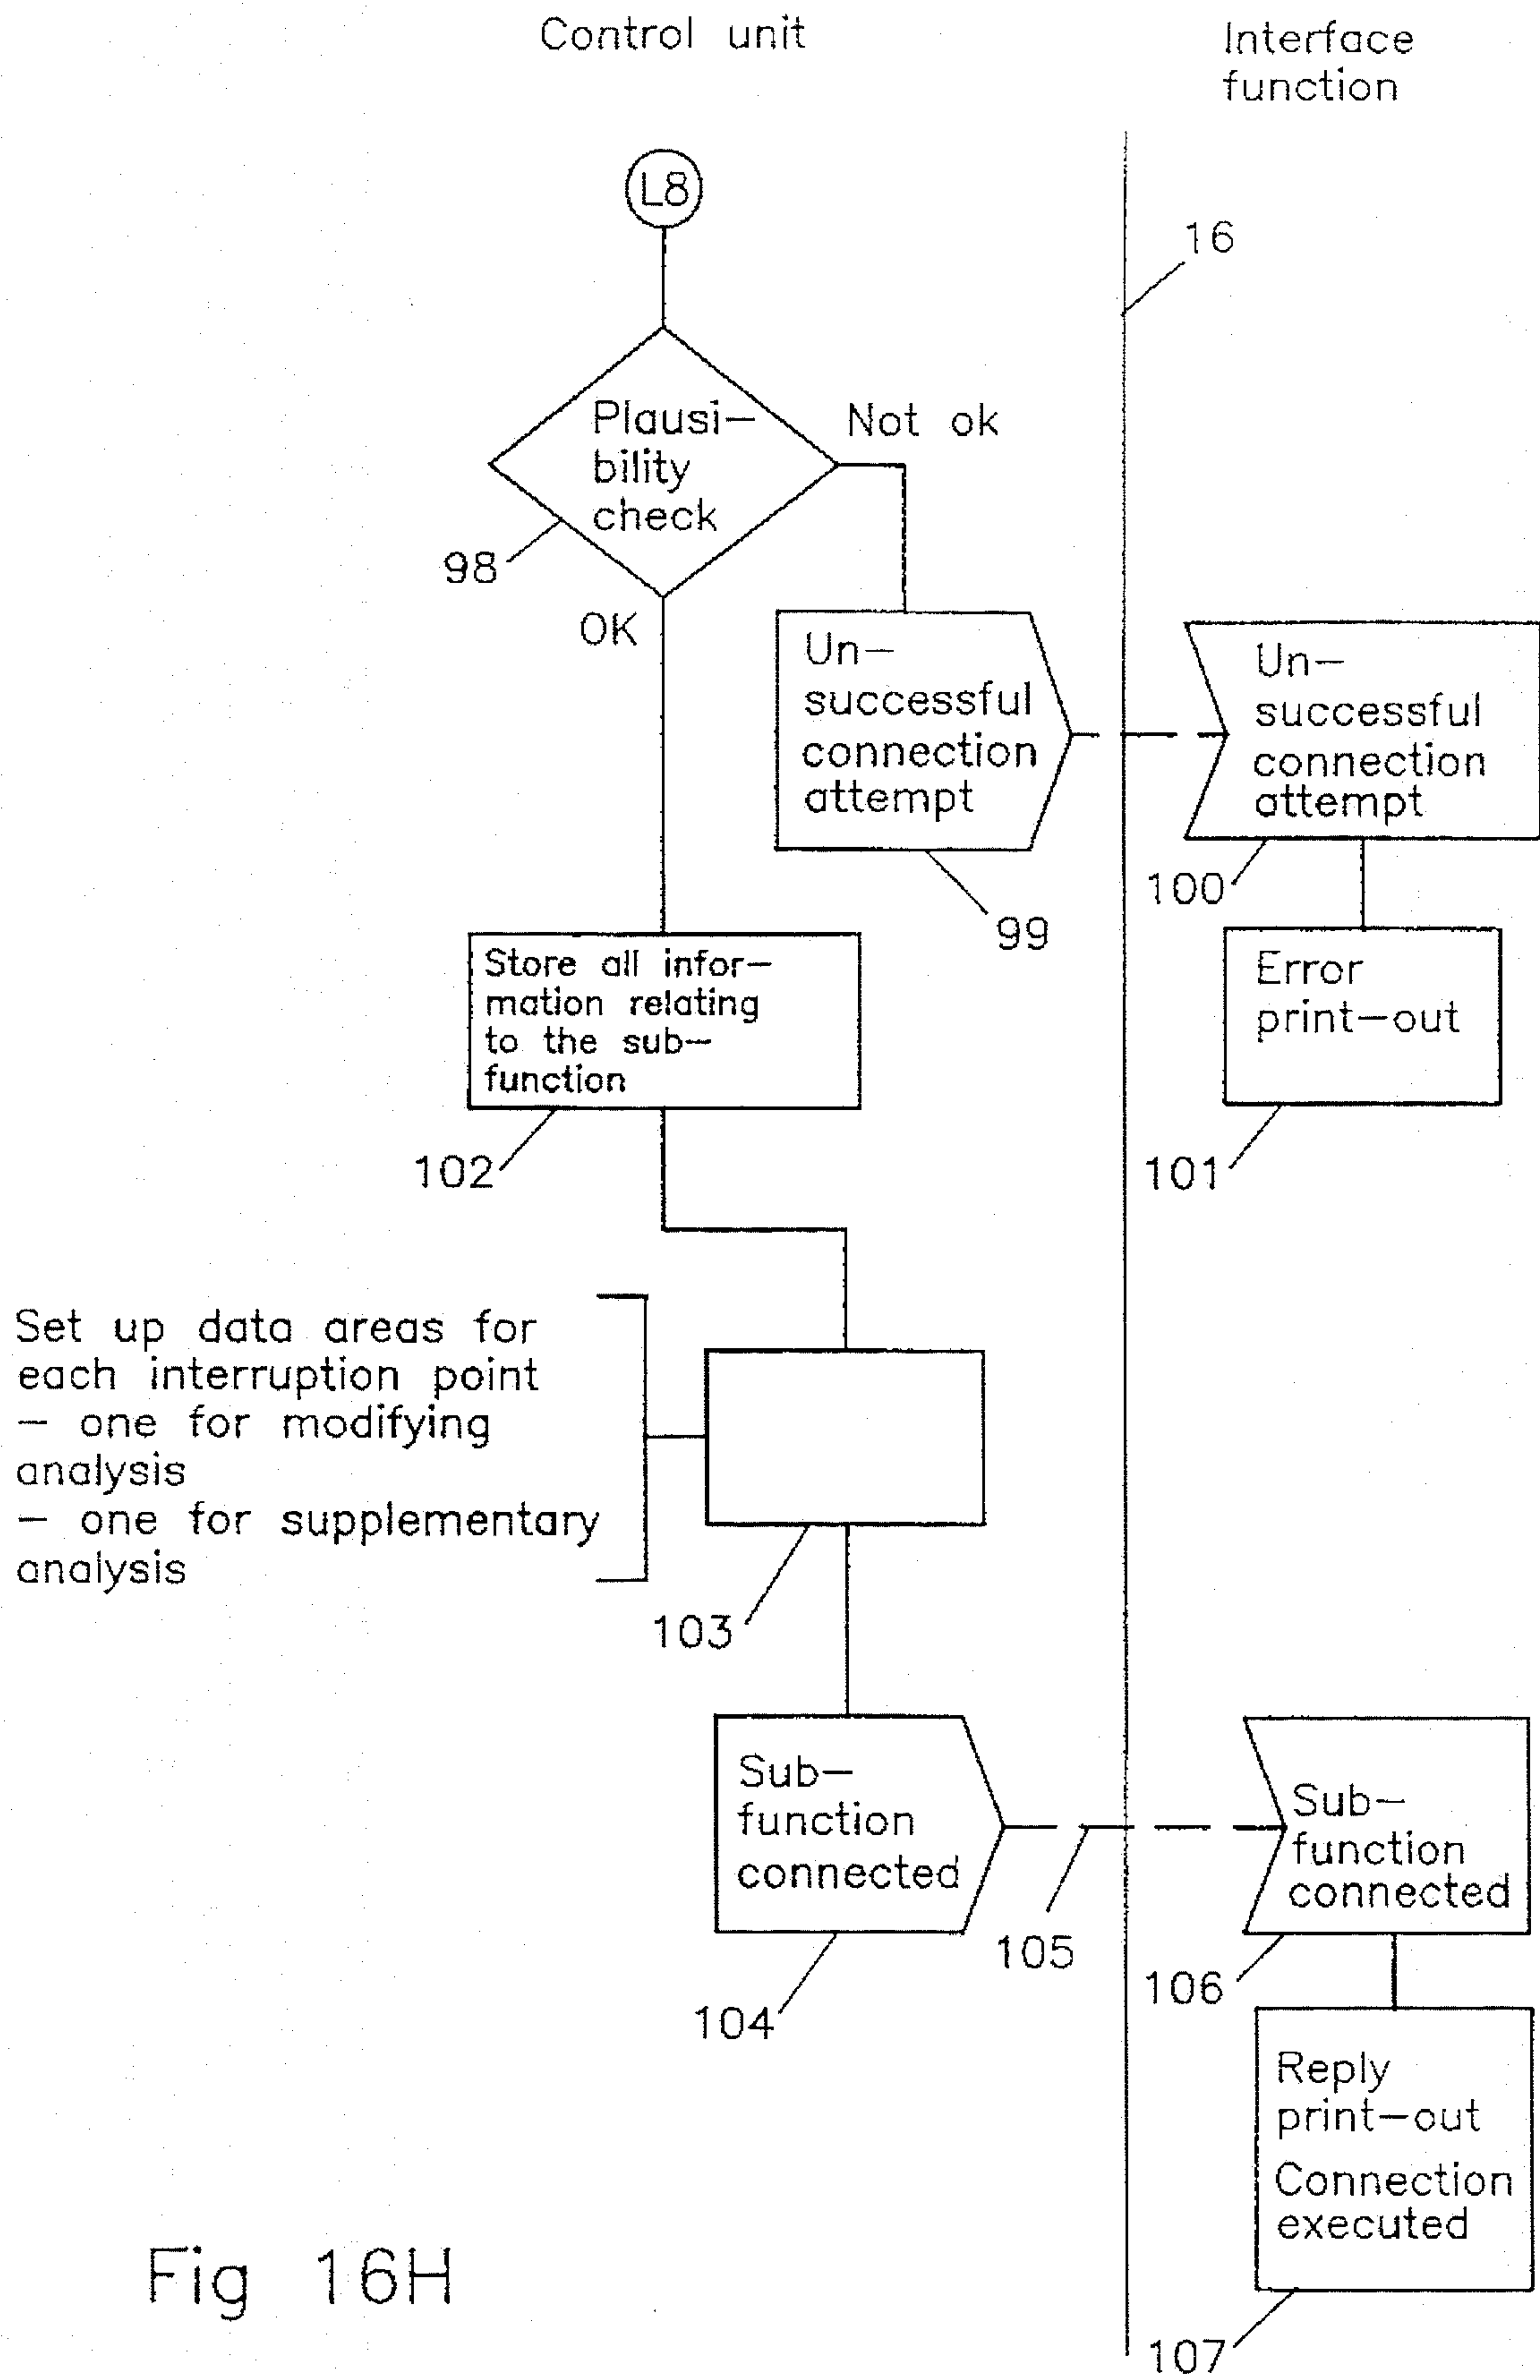 Control unit
Interface
function
L8
16
Plausi-
bility
check
Not ok
98
OK
Un-
successful
connection
attempt
99
Un-
successful
connection
attempt
100
Error
print-out
101
Store all infor-
mation relating
to the sub-
function
102
Set up data areas for
each interruption point
- one for modifying
analysis
- one for supplementary
analysis
103
Sub-
function
connected
104
105
Sub-
function
connected
106
Reply
print-out
Connection
executed
107
Fig 16H